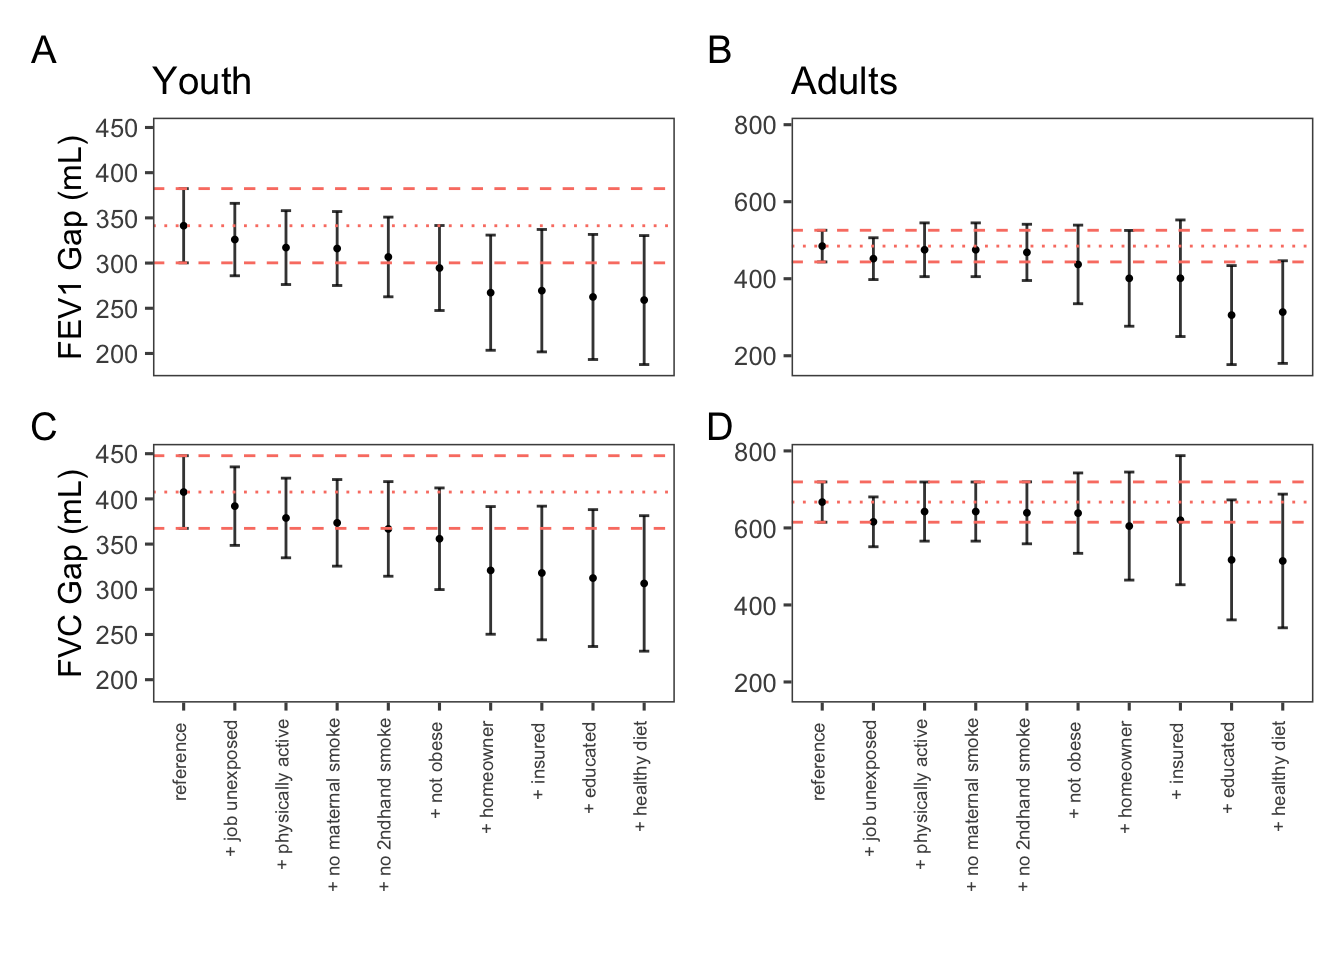 A
Youth
FEV1 Gap (mL)
450
400
350
300
250
200
B
Adults
800
600
400
200
C
FVC Gap (mL)
450
400
350
300
250
200
reference
+ job unexposed
+ physically active
+ no maternal smoke
+ no 2ndhand smoke
+ not obese
+ homeowner
+ insured
+ educated
+ healthy diet
D
800
600
400
200
reference
+ job unexposed
+ physically active
+ no maternal smoke
+ no 2ndhand smoke
+ not obese
+ homeowner
+ insured
+ educated
+ healthy diet